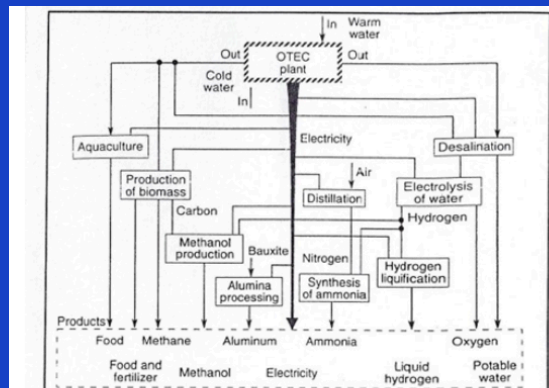 In Warm
water
Out
OTEC
plant
Out
Cold
water
In
Electricity
Aquaculture
Desalination
Production
of biomass
Air
Distillation
Electrolysis
of water
Carbon
Hydrogen
Methanol
production
Bauxite
Nitrogen
Alumina
processing
Synthesis
of ammonia
Hydrogen
liquification
Products
Food Methane Aluminum Ammonia Oxygen
Food and
fertilizer
Methanol
Electricity
Liquid
hydrogen
Potable
water